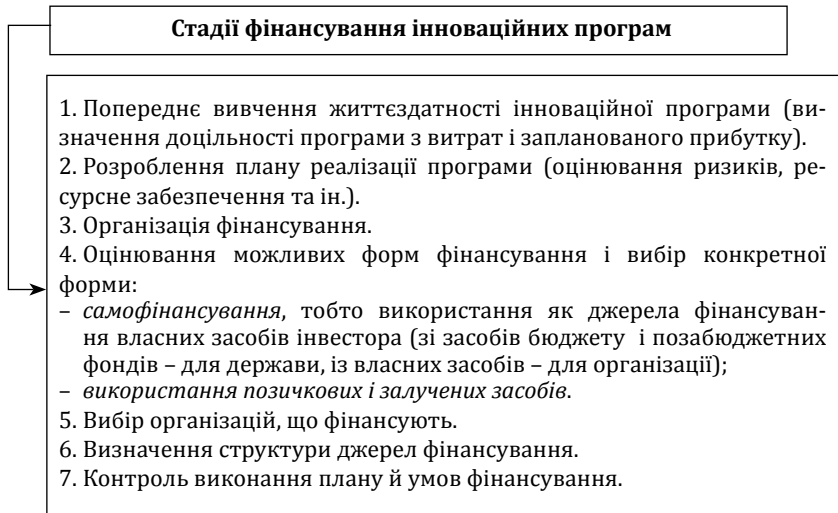 Стадії фінансування інноваційних програм
1. Попереднє вивчення життєздатності інноваційної програми (ви-
значення доцільності програми з витрат і запланованого прибутку).
2. Розроблення плану реалізації програми (оцінювання ризиків, ре-
сурсне забезпечення та ін.).
3. Організація фінансування.
4. Оцінювання можливих форм фінансування і вибір конкретної
форми:
– самофінансування, тобто використання як джерела фінансуван-
ня власних засобів інвестора (зі засобів бюджету і позабюджетних
фондів – для держави, із власних засобів – для організації);
– використання позичкових і залучених засобів.
5. Вибір організацій, що фінансують.
6. Визначення структури джерел фінансування.
7. Контроль виконання плану й умов фінансування.